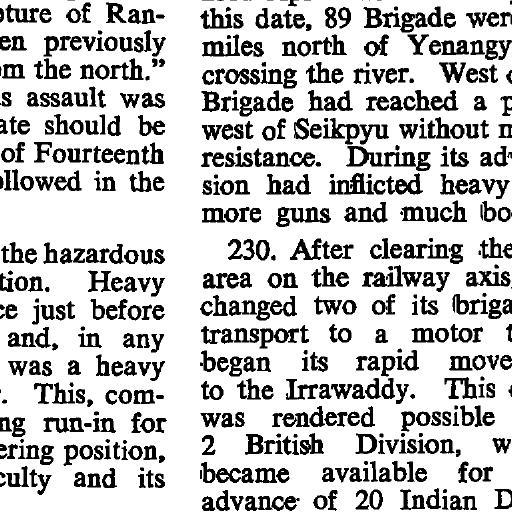 pture of Ran-
en previously
om the north.”
s assault was
ate should be
of Fourteenth
ollowed in the
the hazardous
tion. Heavy
ce just before
and, in any
was a heavy
This, com-
ng run-in for
ering position,
culty and its
this date, 89 Brigade were
miles north of Yenangy
crossing the river. West
Brigade had reached a p
west of Seikpyu without
resistance. During its adv
sion had inflicted heavy
more guns and much bo
230. After clearing the
area on the railway axis,
changed two of its briga
transport to a motor t
began its rapid move
to the Irrawaddy. This
was rendered possible
2 British Division, w
became available for
advance of 20 Indian D